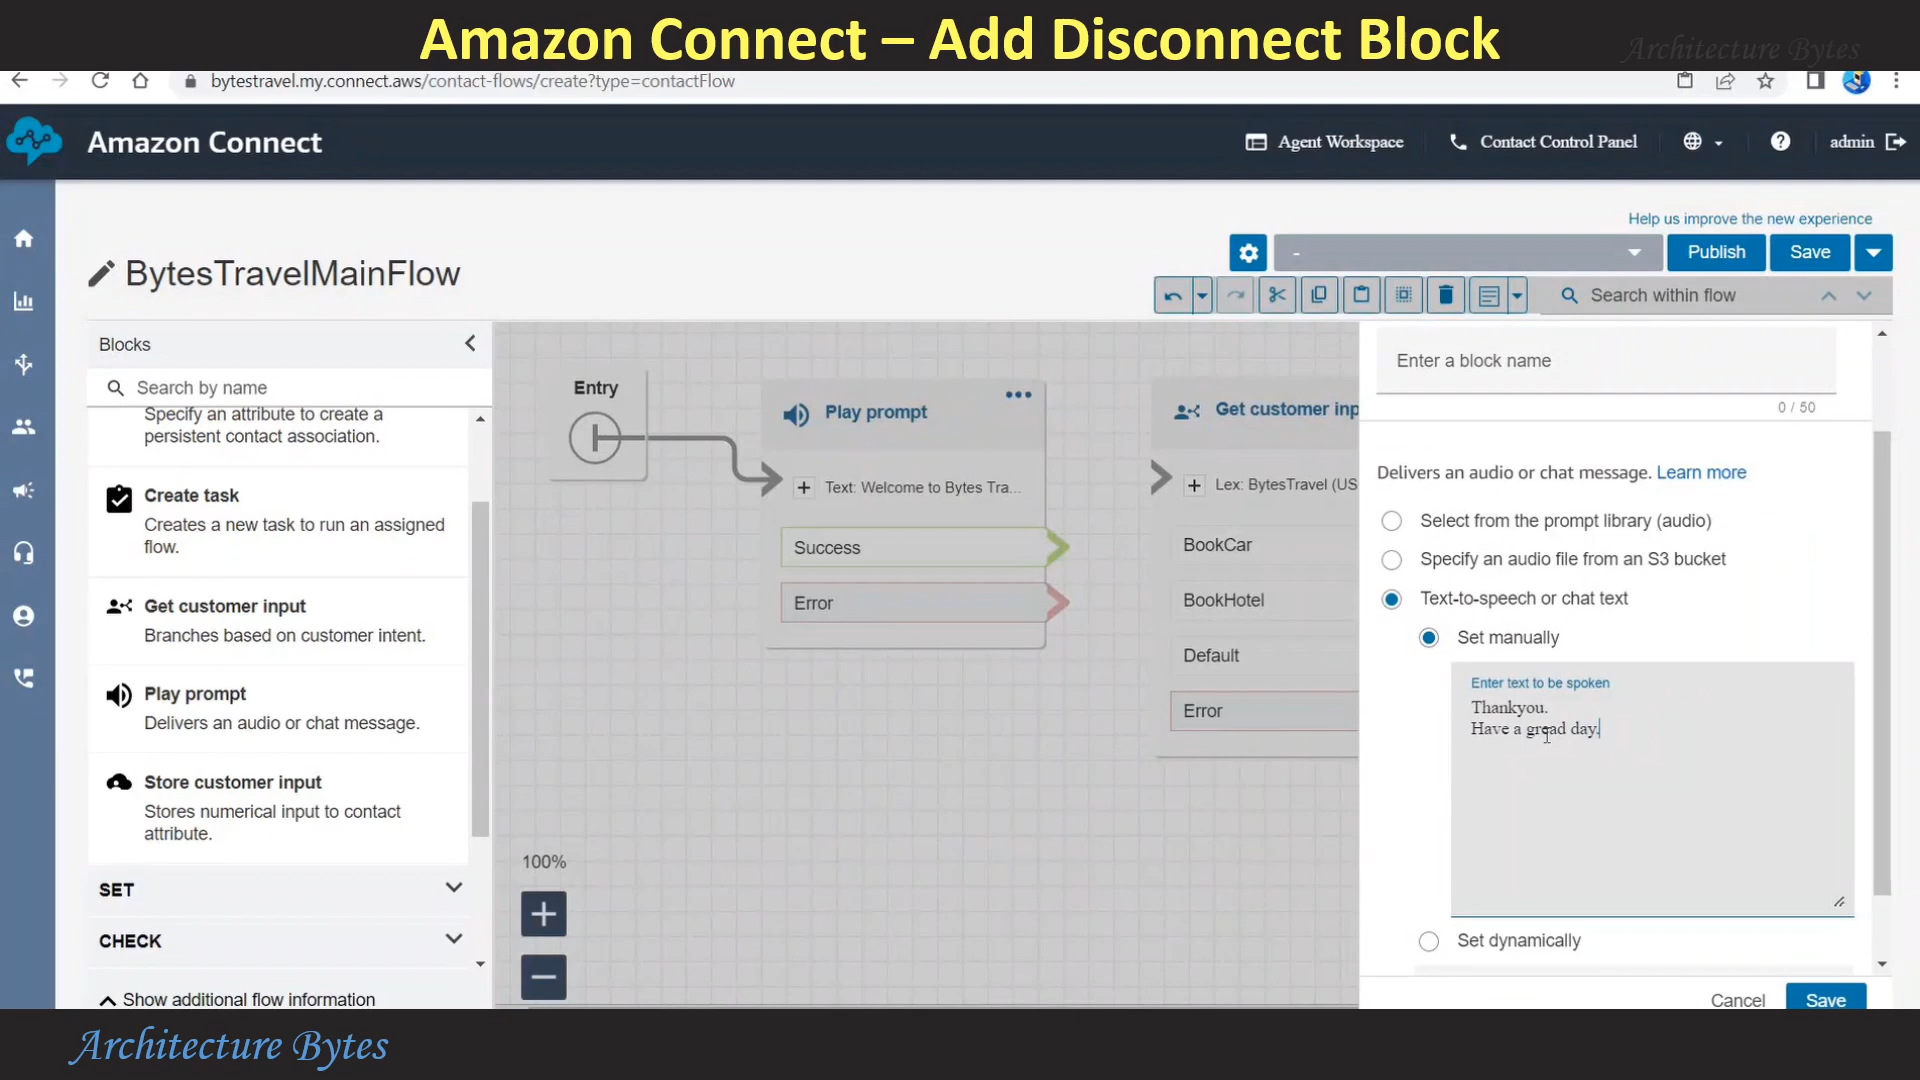 Amazon Connect – Add Disconnect Block
Architecture Bytes
bytestravel.my.connect.aws/contact-flows/create?type=contactFlow
Amazon Connect
Agent Workspace
Contact Control Panel
admin
Help us improve the new experience
BytesTravelMainFlow
-
Publish
Save
Search within flow
Blocks
Search by name
Specify an attribute to create a
persistent contact association.
Create task
Creates a new task to run an assigned
flow.
Get customer input
Branches based on customer intent.
Play prompt
Delivers an audio or chat message.
Store customer input
Stores numerical input to contact
attribute.
SET
CHECK
Show additional flow information
Entry
Play prompt
Text: Welcome to Bytes Tra...
Success
Error
Get customer inp
Lex: BytesTravel (US
BookCar
BookHotel
Default
Error
100%
Enter a block name
0 / 50
Delivers an audio or chat message. Learn more
Select from the prompt library (audio)
Specify an audio file from an S3 bucket
Text-to-speech or chat text
Set manually
Enter text to be spoken
Thankyou.
Have a gread day.
Set dynamically
Cancel
Save
Architecture Bytes